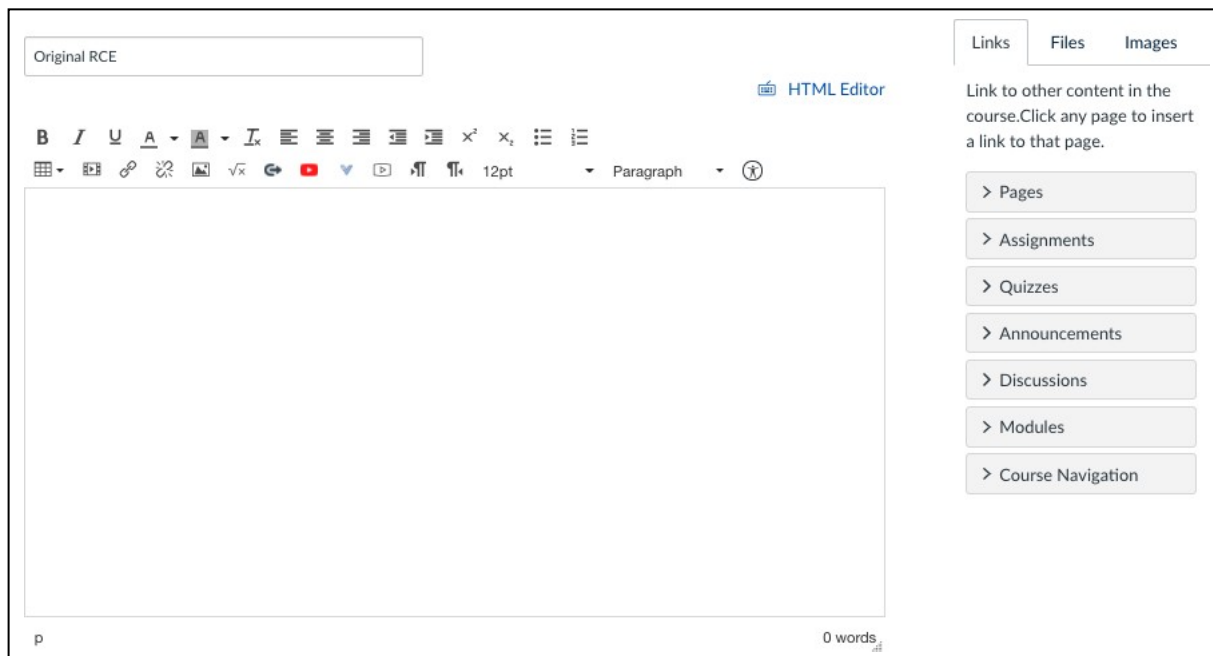 Original RCE
HTML Editor
12pt Paragraph
p
0 words
Links Files Images
Link to other content in the
course.Click any page to insert
a link to that page.
> Pages
> Assignments
> Quizzes
> Announcements
> Discussions
> Modules
> Course Navigation